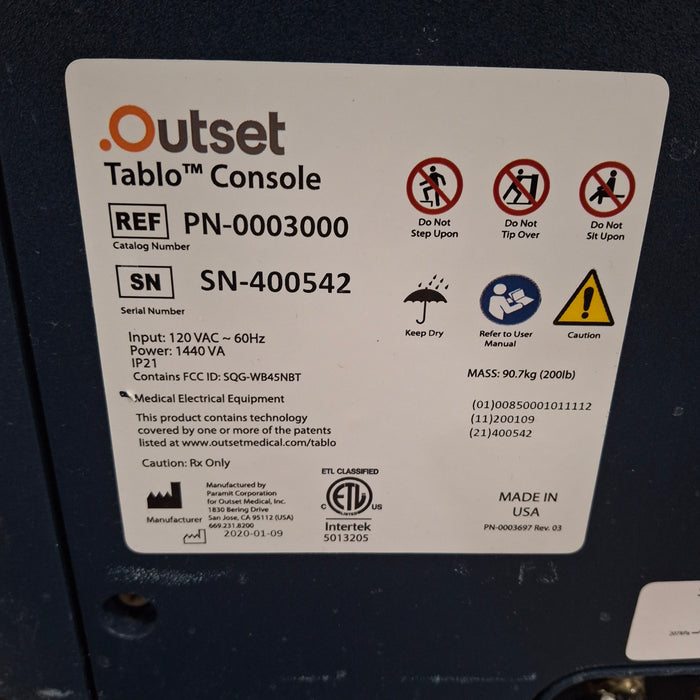 .Outset
Tablo™ Console
REF PN-0003000
Catalog Number
SN SN-400542
Serial Number
Input: 120 VAC ~ 60Hz
Power: 1440 VA
IP21
Contains FCC ID: SQG-WB45NBT
Medical Electrical Equipment
This product contains technology
covered by one or more of the patents
listed at www.outsetmedical.com/tablo
Caution: Rx Only
Do Not
Step Upon
Do Not
Tip Over
Do Not
Sit Upon
Keep Dry
Refer to User
Manual
Caution
MASS: 90.7kg (200lb)
(01)00850001011112
(11)200109
(21)400542
Manufacturer
Manufactured by
Paramit Corporation
for Outset Medical, Inc.
1830 Bering Drive
San Jose, CA 95112 (USA)
669.231.8200
2020-01-09
ETL CLASSIFIED
C ETL US
Intertek
5013205
MADE IN
USA
PN-0003697 Rev. 03